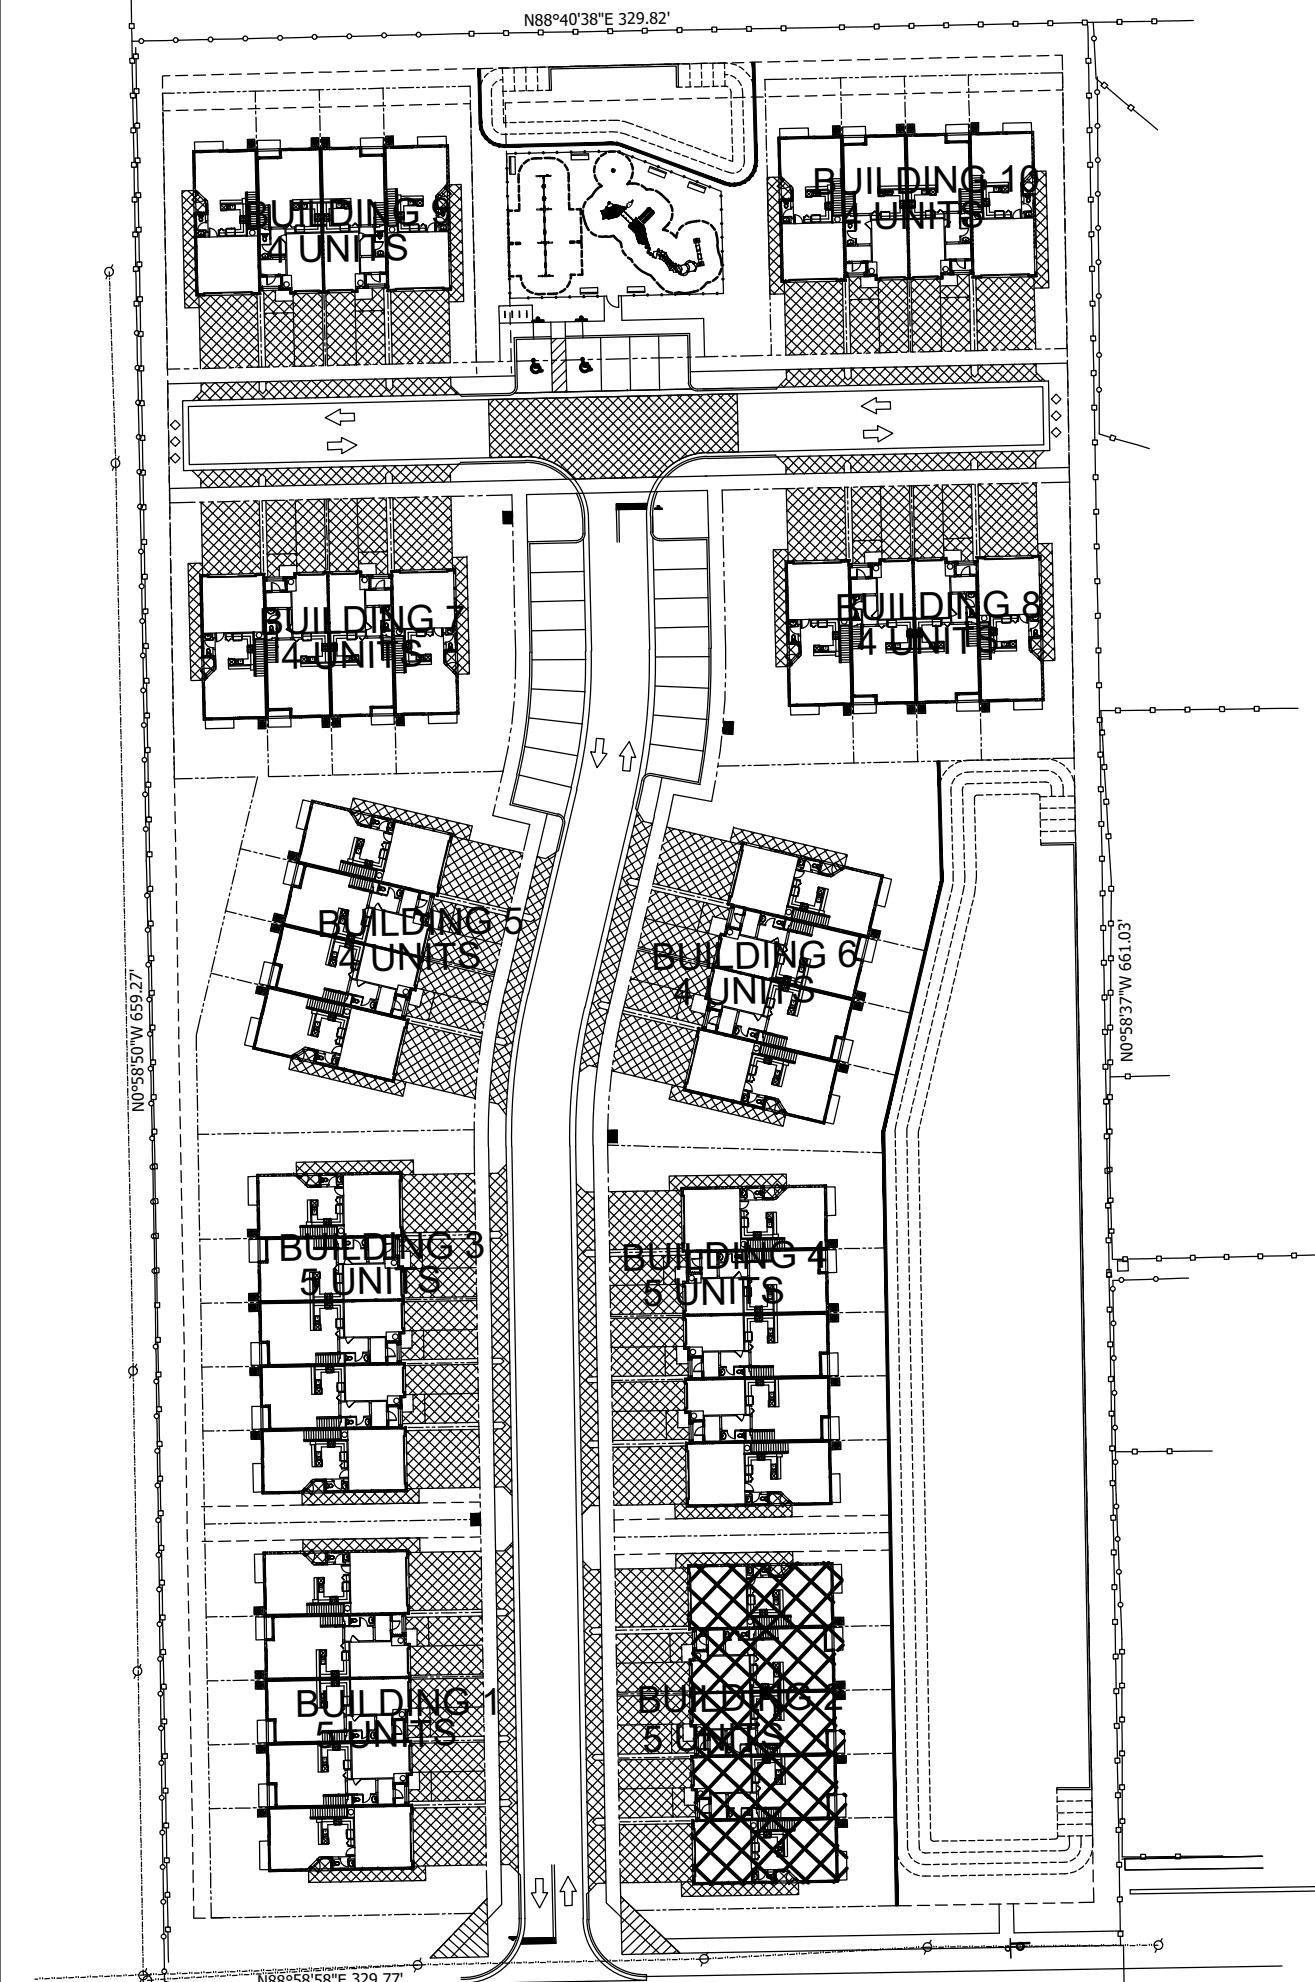 N88°40'38"E 329.82'
BUILDING 9
4 UNITS
BUILDING 10
4 UNITS
BUILDING 7
4 UNITS
BUILDING 8
4 UNITS
BUILDING 5
4 UNITS
BUILDING 6
4 UNITS
N0°58'50"W 659.27'
N0°58'37"W 661.03'
BUILDING 3
5 UNITS
BUILDING 4
5 UNITS
BUILDING 1
5 UNITS
BUILDING 2
5 UNITS
N88°58'58"E 329.77'